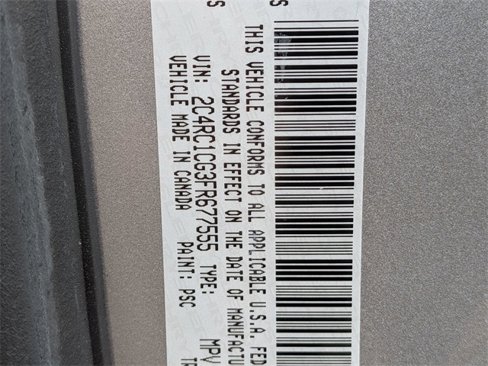 THIS VEHICLE CONFORMS TO ALL APPLICABLE U.S.A. FED
STANDARDS IN EFFECT ON THE DATE OF MANUFACTU
VIN: 2C4RC1CG3FR677555 TYPE: MPV
VEHICLE MADE IN CANADA PAINT: PSC